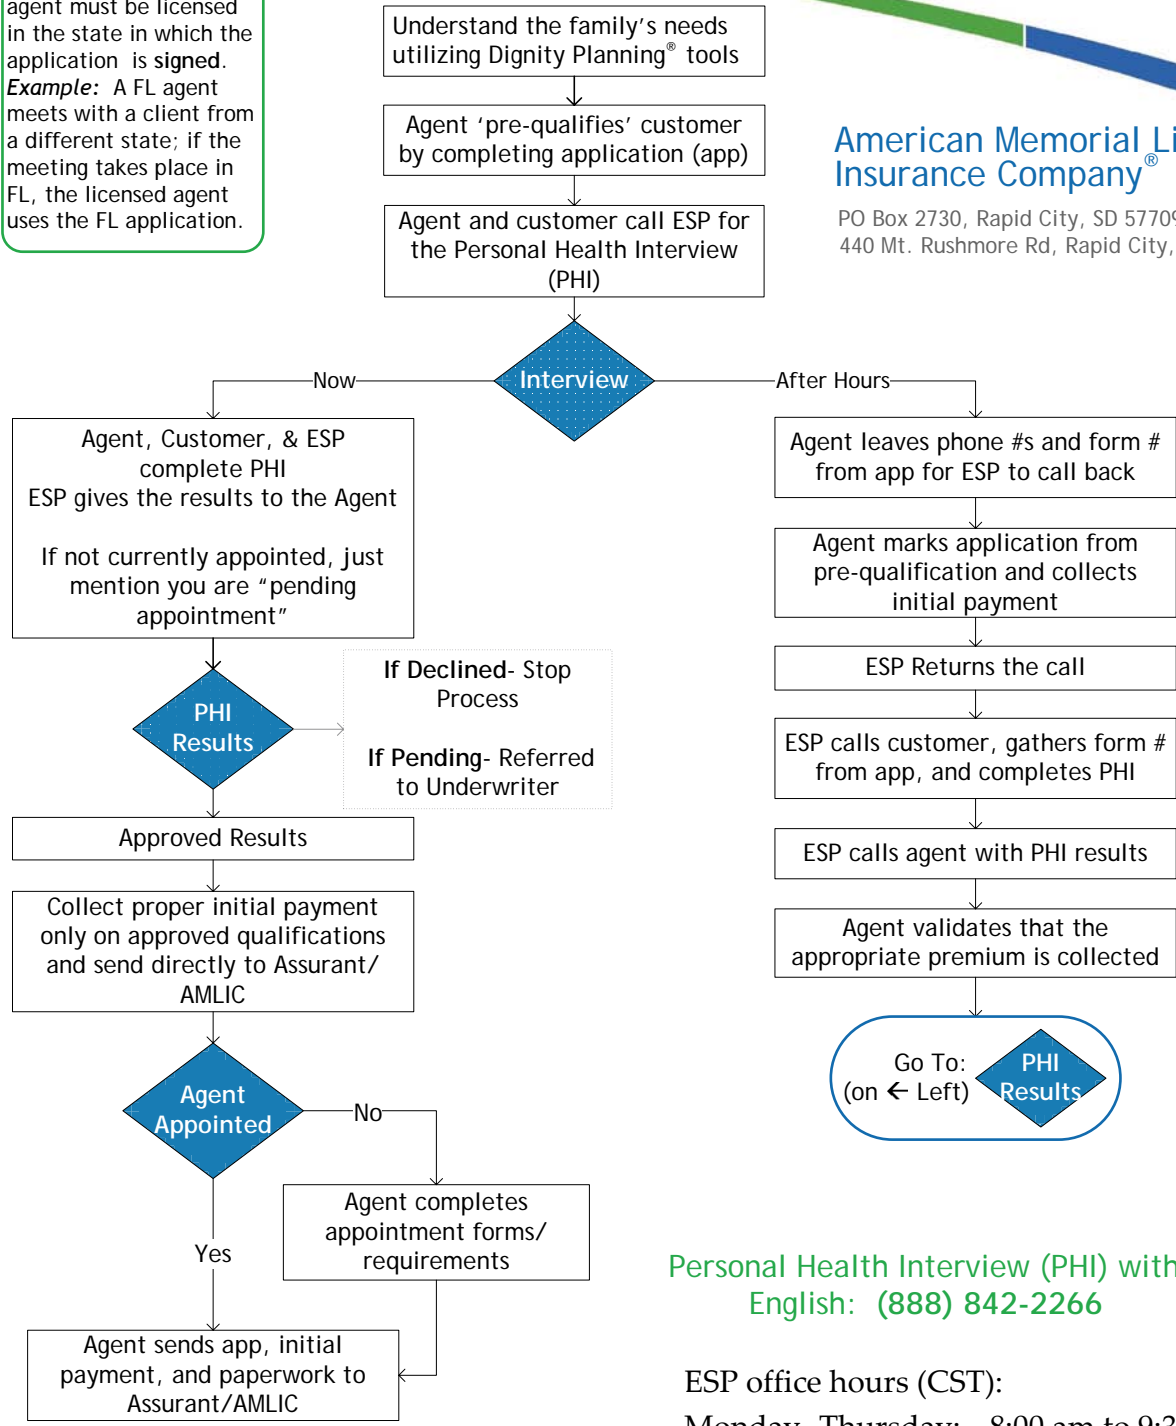 agent must be licensed
in the state in which the
application is signed.
Example: A FL agent
meets with a client from
a different state; if the
meeting takes place in
FL, the licensed agent
uses the FL application.
Understand the family's needs
utilizing Dignity Planning® tools
Agent 'pre-qualifies' customer
by completing application (app)
Agent and customer call ESP for
the Personal Health Interview
(PHI)
American Memorial
Insurance Company®
PO Box 2730, Rapid City, SD 57709
440 Mt. Rushmore Rd, Rapid City,
Interview
Now
After Hours
Agent, Customer, & ESP
complete PHI
ESP gives the results to the Agent
If not currently appointed, just
mention you are "pending
appointment"
PHI
Results
If Declined- Stop
Process
If Pending- Referred
to Underwriter
Approved Results
Collect proper initial payment
only on approved qualifications
and send directly to Assurant/
AMLIC
Agent
Appointed
No
Yes
Agent completes
appointment forms/
requirements
Agent sends app, initial
payment, and paperwork to
Assurant/AMLIC
Agent leaves phone #s and form #
from app for ESP to call back
Agent marks application from
pre-qualification and collects
initial payment
ESP Returns the call
ESP calls customer, gathers form #
from app, and completes PHI
ESP calls agent with PHI results
Agent validates that the
appropriate premium is collected
Go To:
(on ← Left)
PHI
Results
Personal Health Interview (PHI) with
English: (888) 842-2266
ESP office hours (CST):
Monday–Thursday: 8:00 am to